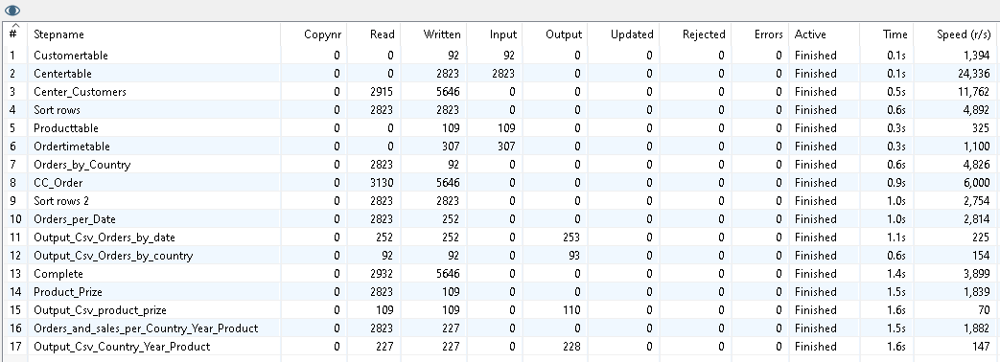 # Stepname Copynr Read Written Input Output Updated Rejected Errors Active Time Speed (r/s)
1 Customertable 0 0 92 92 0 0 0 0 Finished 0.1s 1,394
2 Centertable 0 0 2823 2823 0 0 0 0 Finished 0.1s 24,336
3 Center_Customers 0 2915 5646 0 0 0 0 0 Finished 0.5s 11,762
4 Sort rows 0 2823 2823 0 0 0 0 0 Finished 0.6s 4,892
5 Producttable 0 0 109 109 0 0 0 0 Finished 0.3s 325
6 Ordertimetable 0 0 307 307 0 0 0 0 Finished 0.3s 1,100
7 Orders_by_Country 0 2823 92 0 0 0 0 0 Finished 0.6s 4,826
8 CC_Order 0 3130 5646 0 0 0 0 0 Finished 0.9s 6,000
9 Sort rows 2 0 2823 2823 0 0 0 0 0 Finished 1.0s 2,754
10 Orders_per_Date 0 2823 252 0 0 0 0 0 Finished 1.0s 2,814
11 Output_Csv_Orders_by_date 0 252 252 0 253 0 0 0 Finished 1.1s 225
12 Output_Csv_Orders_by_country 0 92 92 0 93 0 0 0 Finished 0.6s 154
13 Complete 0 2932 5646 0 0 0 0 0 Finished 1.4s 3,899
14 Product_Prize 0 2823 109 0 0 0 0 0 Finished 1.5s 1,839
15 Output_Csv_product_prize 0 109 109 0 110 0 0 0 Finished 1.6s 70
16 Orders_and_sales_per_Country_Year_Product 0 2823 227 0 0 0 0 0 Finished 1.5s 1,882
17 Output_Csv_Country_Year_Product 0 227 227 0 228 0 0 0 Finished 1.6s 147